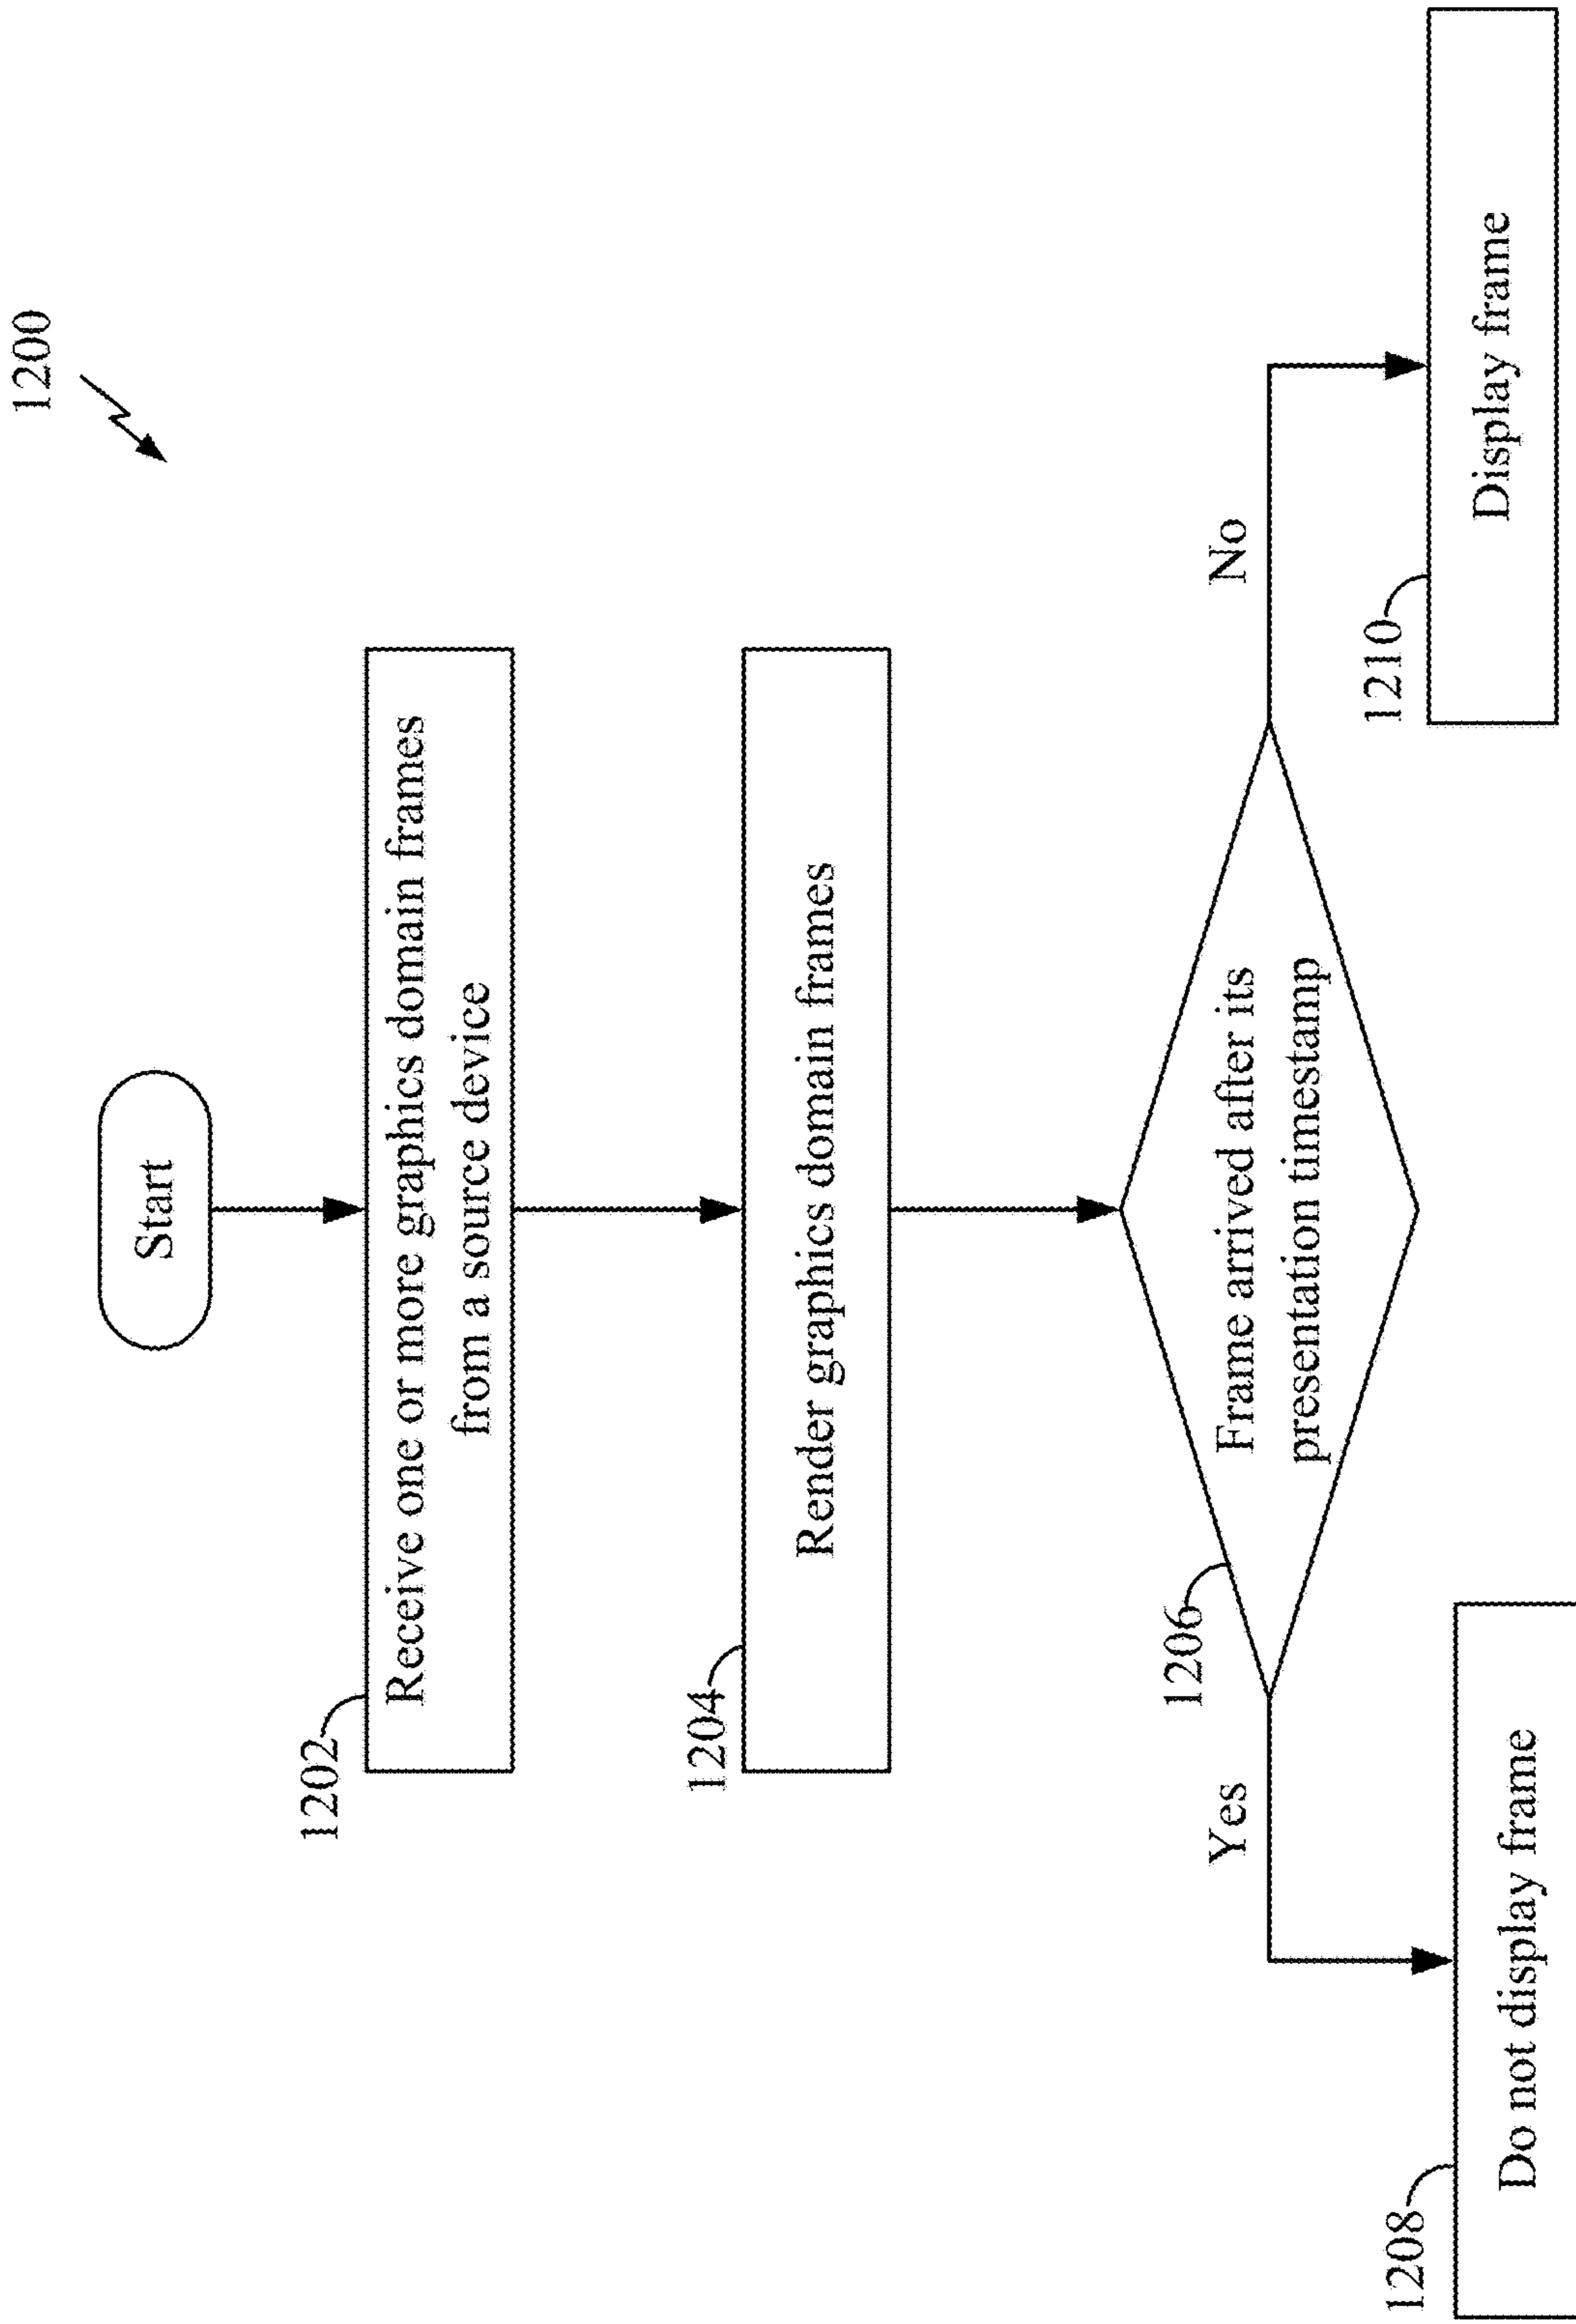 1200
Start
1202
Receive one or more graphics domain frames
from a source device
1204
Render graphics domain frames
1206
Frame arrived after its
presentation timestamp
Yes
No
1208
Do not display frame
1210
Display frame